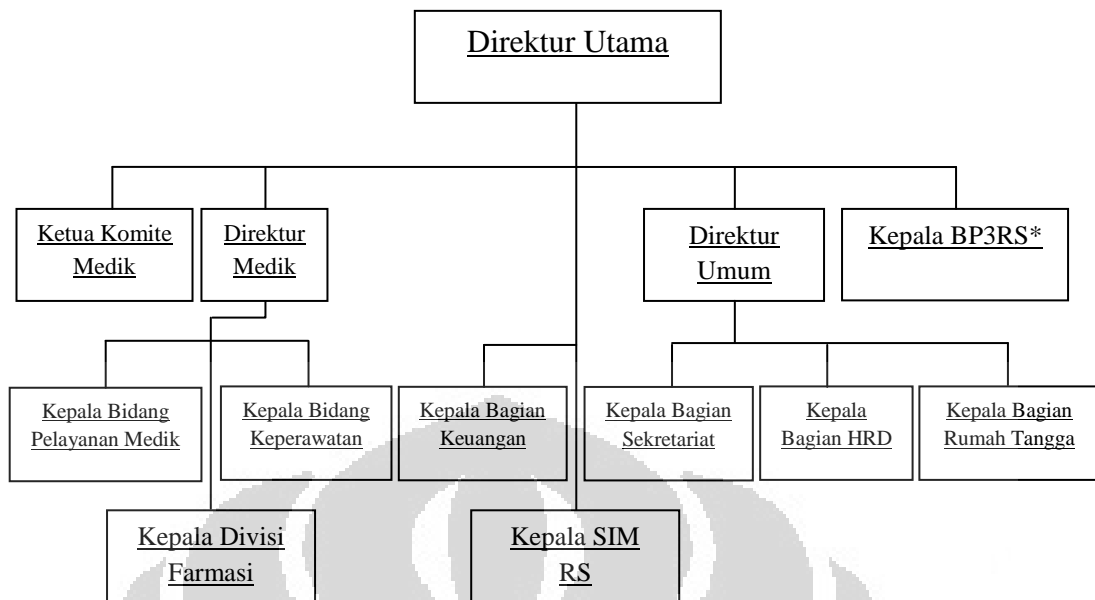 Direktur Utama
Ketua Komite
Medik
Direktur
Medik
Direktur
Umum
Kepala BP3RS*
Kepala Bidang
Pelayanan Medik
Kepala Bidang
Keperawatan
Kepala Bagian
Keuangan
Kepala Bagian
Sekretariat
Kepala
Bagian HRD
Kepala Bagian
Rumah Tangga
Kepala Divisi
Farmasi
Kepala SIM
RS